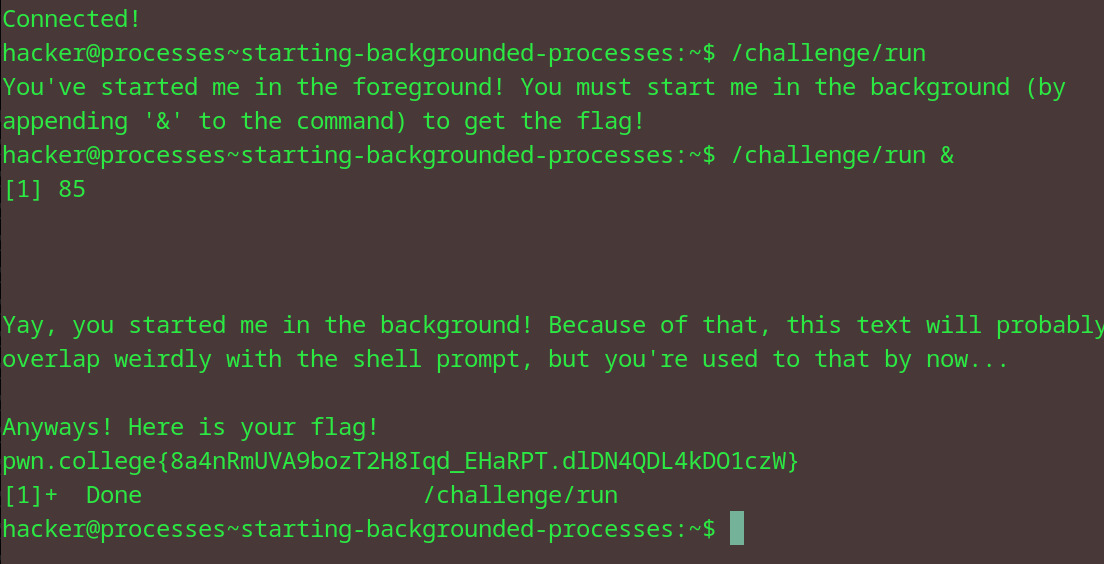 Connected!
hacker@processes~starting-backgrounded-processes:~$ /challenge/run
You've started me in the foreground! You must start me in the background (by
appending '&' to the command) to get the flag!
hacker@processes~starting-backgrounded-processes:~$ /challenge/run &
[1] 85
Yay, you started me in the background! Because of that, this text will probably
overlap weirdly with the shell prompt, but you're used to that by now...
Anyways! Here is your flag!
pwn.college{8a4nRmUVA9bozT2H8Iqd_EHaRPT.dlDN4QDL4kDO1czW}
[1]+  Done                    /challenge/run
hacker@processes~starting-backgrounded-processes:~$